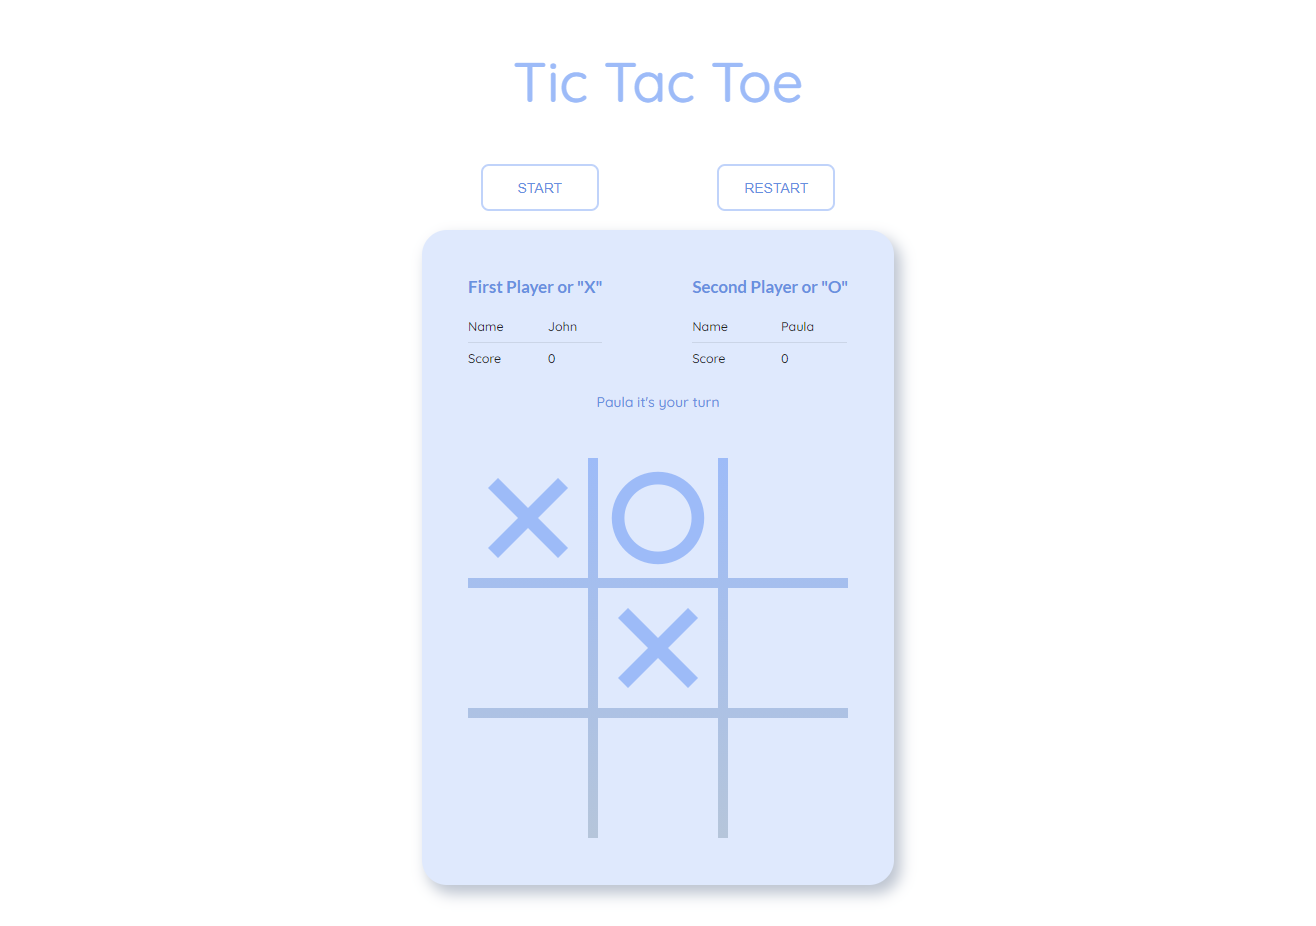 Tic Tac Toe
START RESTART
First Player or "X" Second Player or "O"
Name John Name Paula
Score 0 Score 0
Paula it's your turn